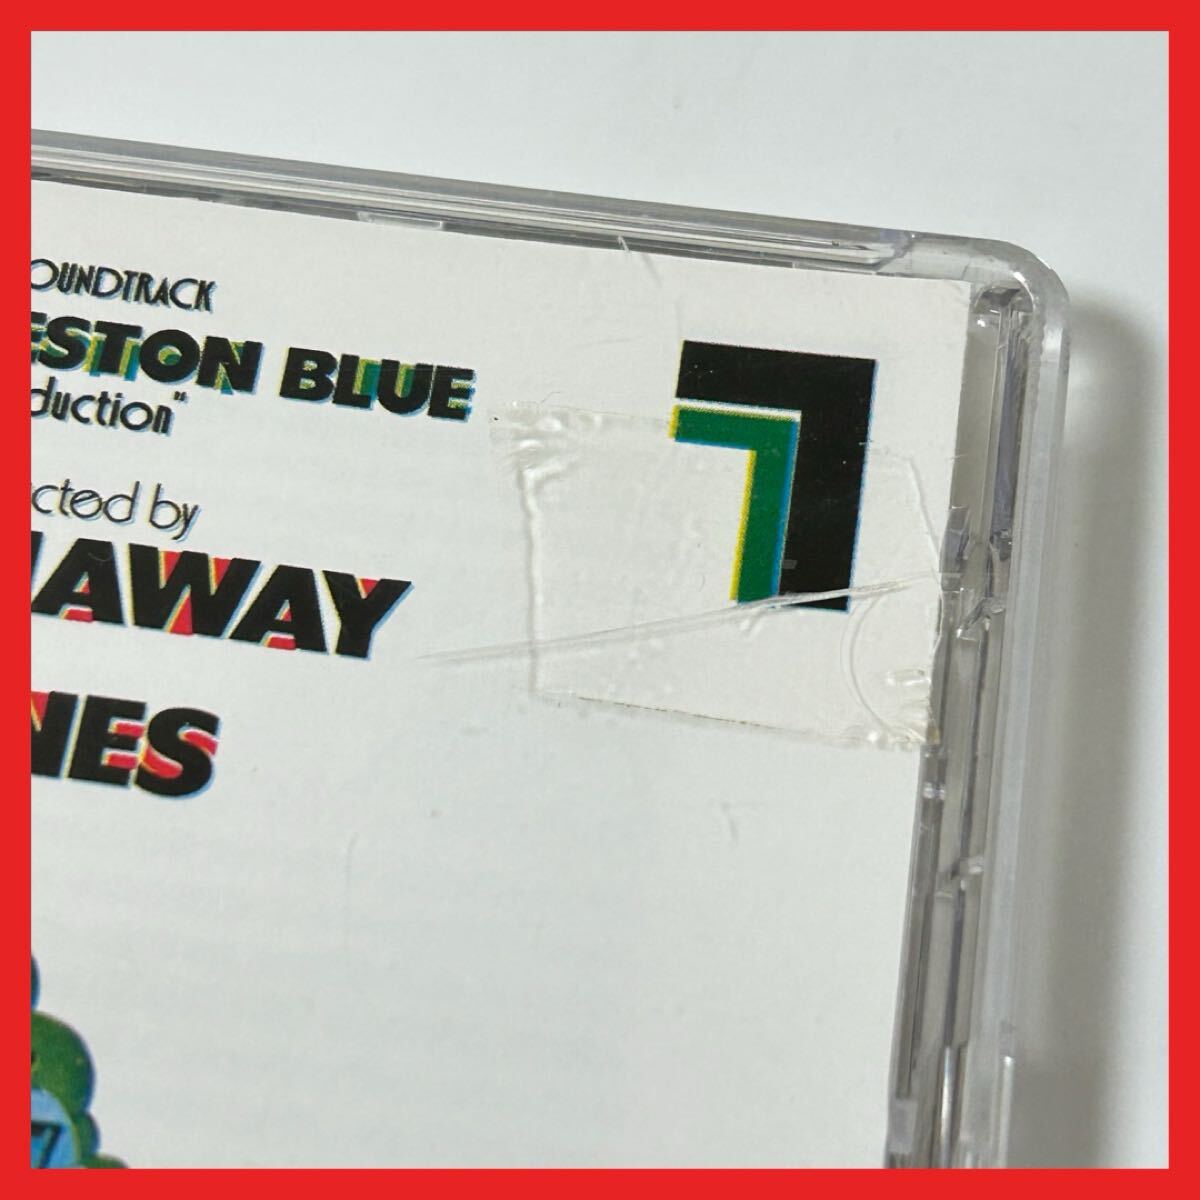 OUNDTRACK
ESTON BLUE
duction"
cted by
AWAY
NES